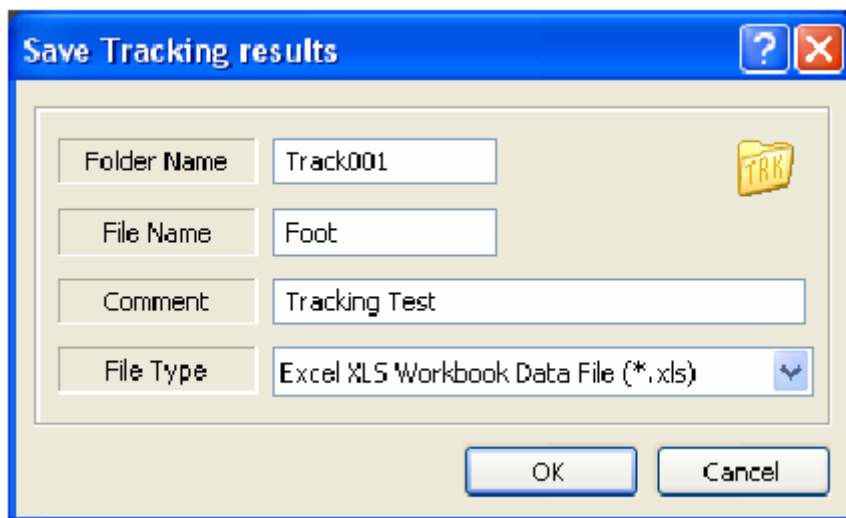 Save Tracking results ?
Folder Name Track001 TRK
File Name Foot
Comment Tracking Test
File Type Excel XLS Workbook Data File (*.xls)
OK Cancel